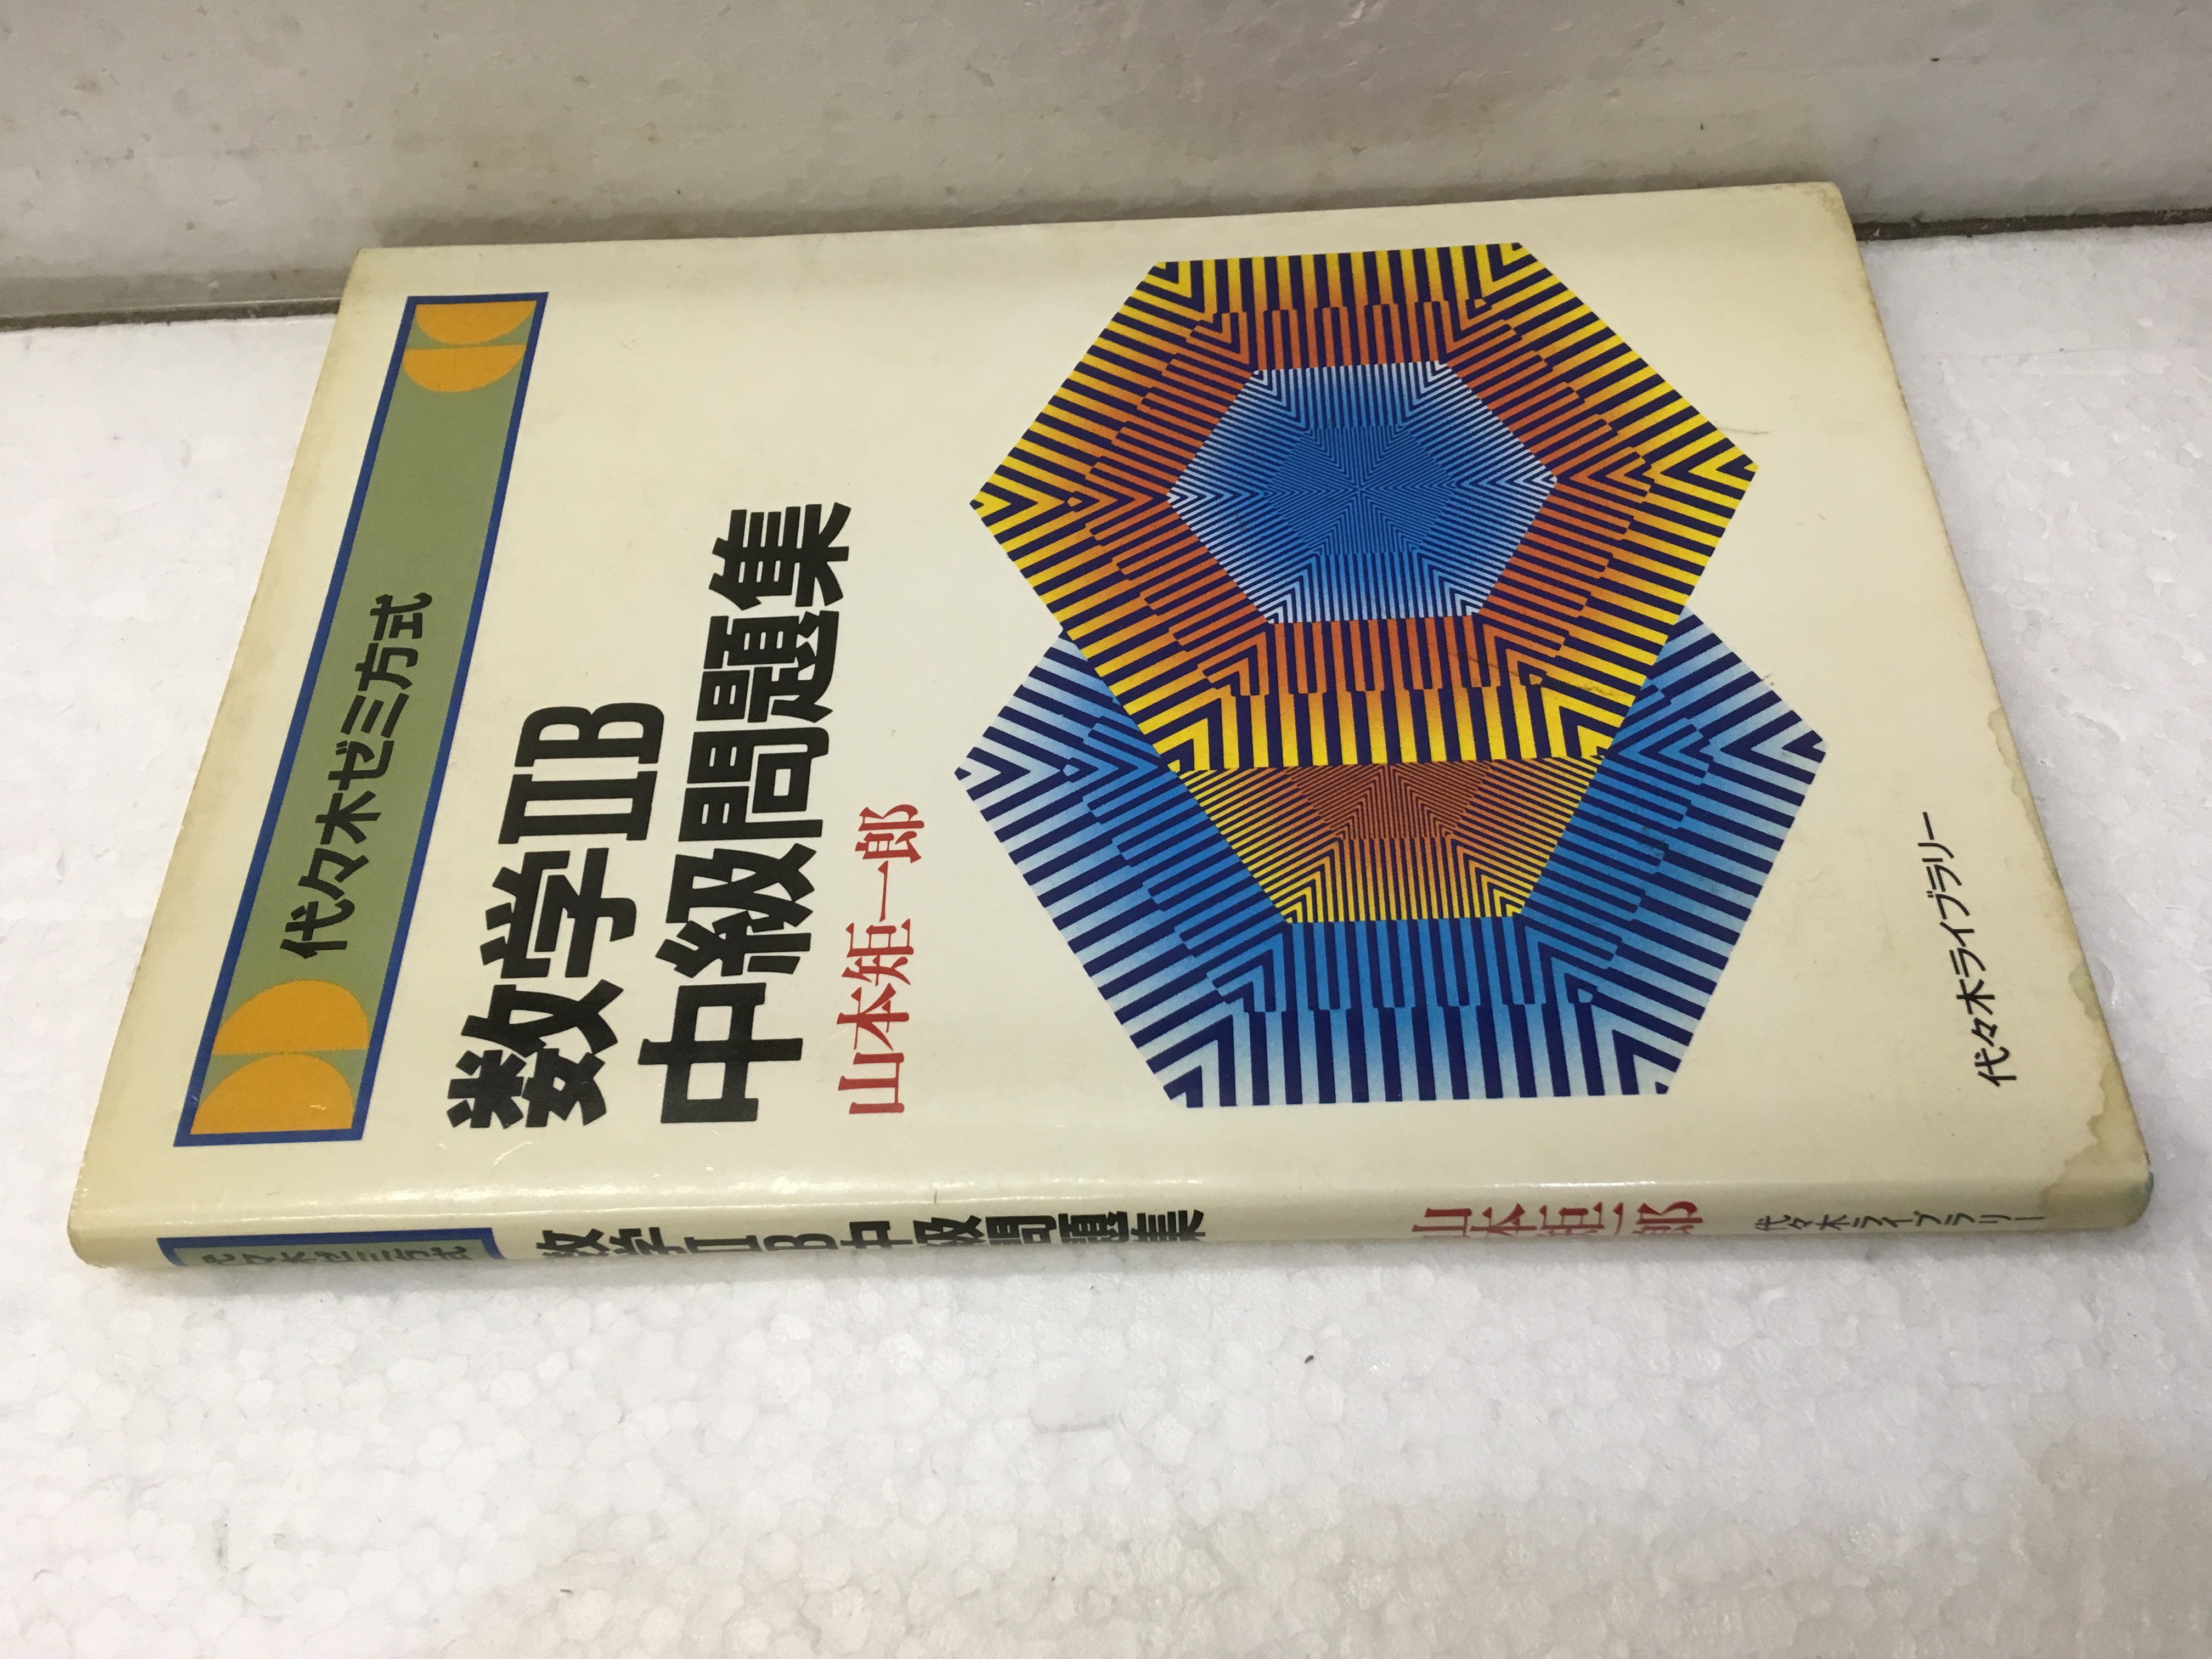 代々木ゼミ方式
数学IIB
中級問題集
山本矩一郎
代々木ライブラリー
代々木ゼミ方式
数学IIB中級問題集
山本矩一郎
代々木ライブラリー